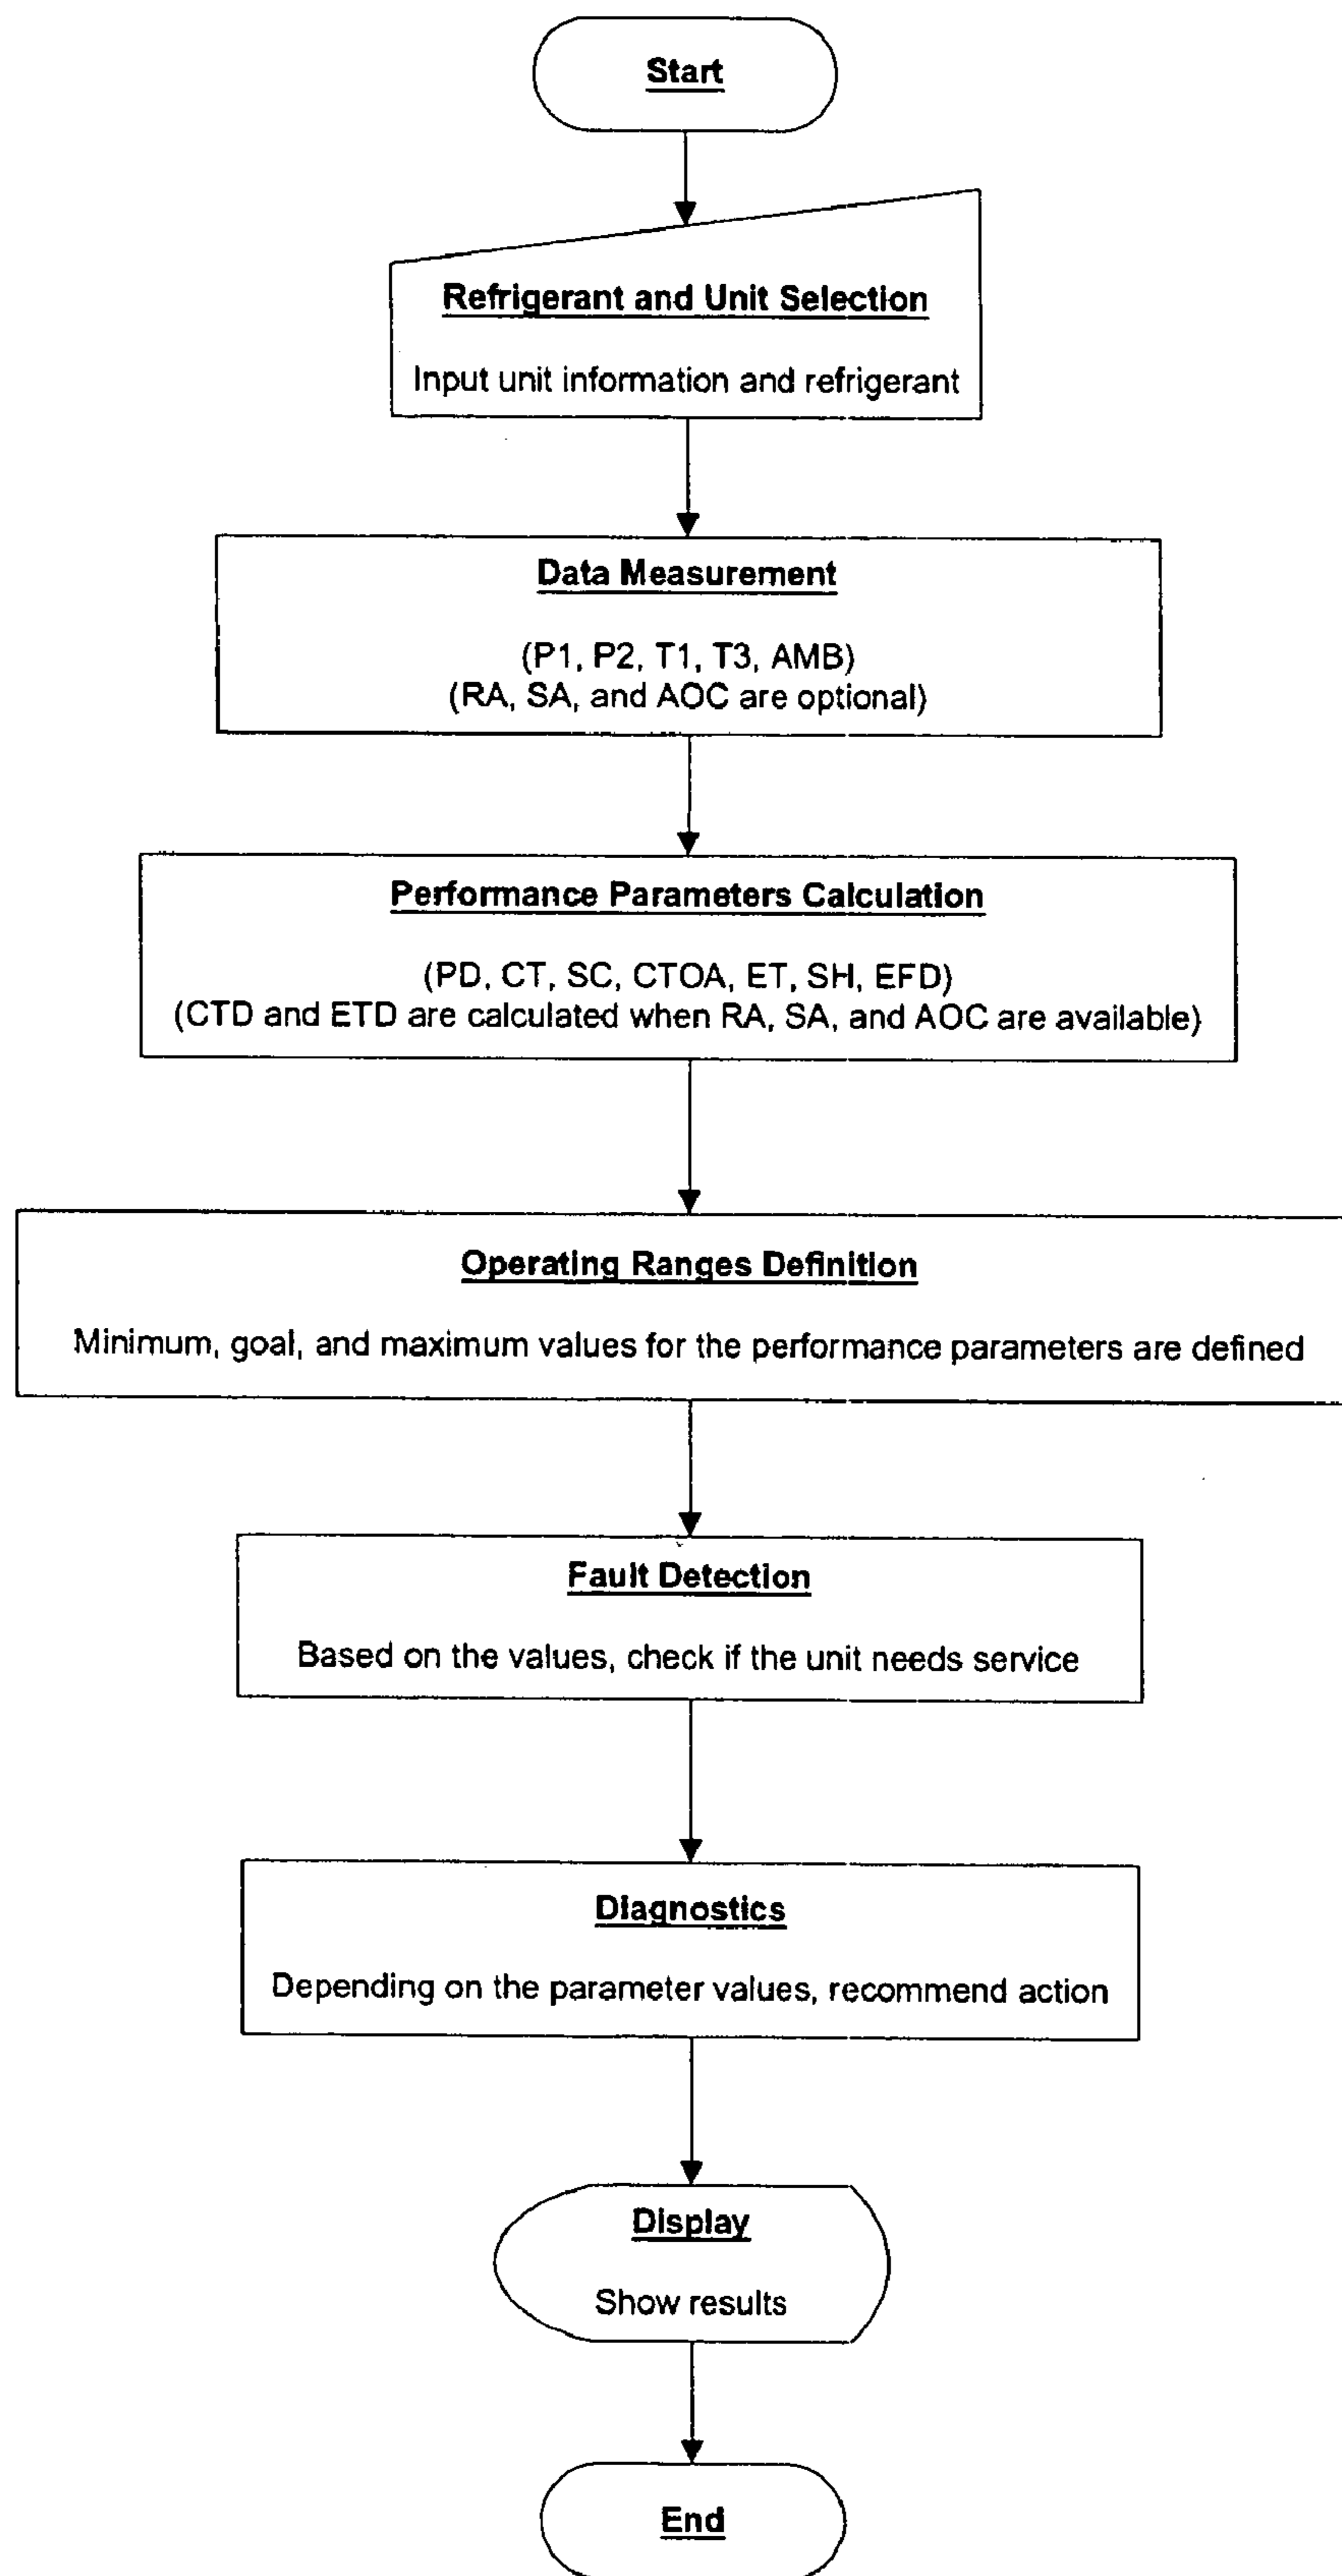 Start
Refrigerant and Unit Selection
Input unit information and refrigerant
Data Measurement
(P1, P2, T1, T3, AMB)
(RA, SA, and AOC are optional)
Performance Parameters Calculation
(PD, CT, SC, CTOA, ET, SH, EFD)
(CTD and ETD are calculated when RA, SA, and AOC are available)
Operating Ranges Definition
Minimum, goal, and maximum values for the performance parameters are defined
Fault Detection
Based on the values, check if the unit needs service
Diagnostics
Depending on the parameter values, recommend action
Display
Show results
End